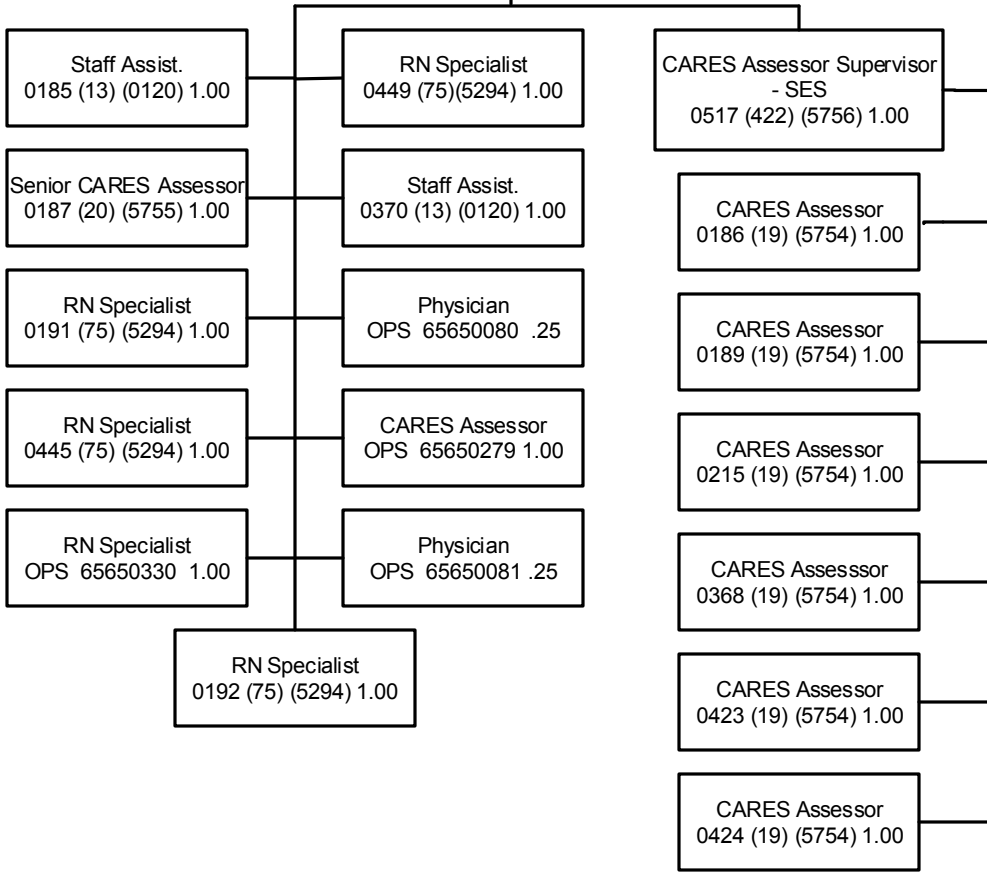 Staff Assist.
0185 (13) (0120) 1.00
RN Specialist
0449 (75)(5294) 1.00
CARES Assessor Supervisor
- SES
0517 (422) (5756) 1.00
Senior CARES Assessor
0187 (20) (5755) 1.00
Staff Assist.
0370 (13) (0120) 1.00
CARES Assessor
0186 (19) (5754) 1.00
RN Specialist
0191 (75) (5294) 1.00
Physician
OPS 65650080 .25
CARES Assessor
0189 (19) (5754) 1.00
RN Specialist
0445 (75) (5294) 1.00
CARES Assessor
OPS 65650279 1.00
CARES Assessor
0215 (19) (5754) 1.00
RN Specialist
OPS 65650330 1.00
Physician
OPS 65650081 .25
CARES Assesssor
0368 (19) (5754) 1.00
RN Specialist
0192 (75) (5294) 1.00
CARES Assessor
0423 (19) (5754) 1.00
CARES Assessor
0424 (19) (5754) 1.00